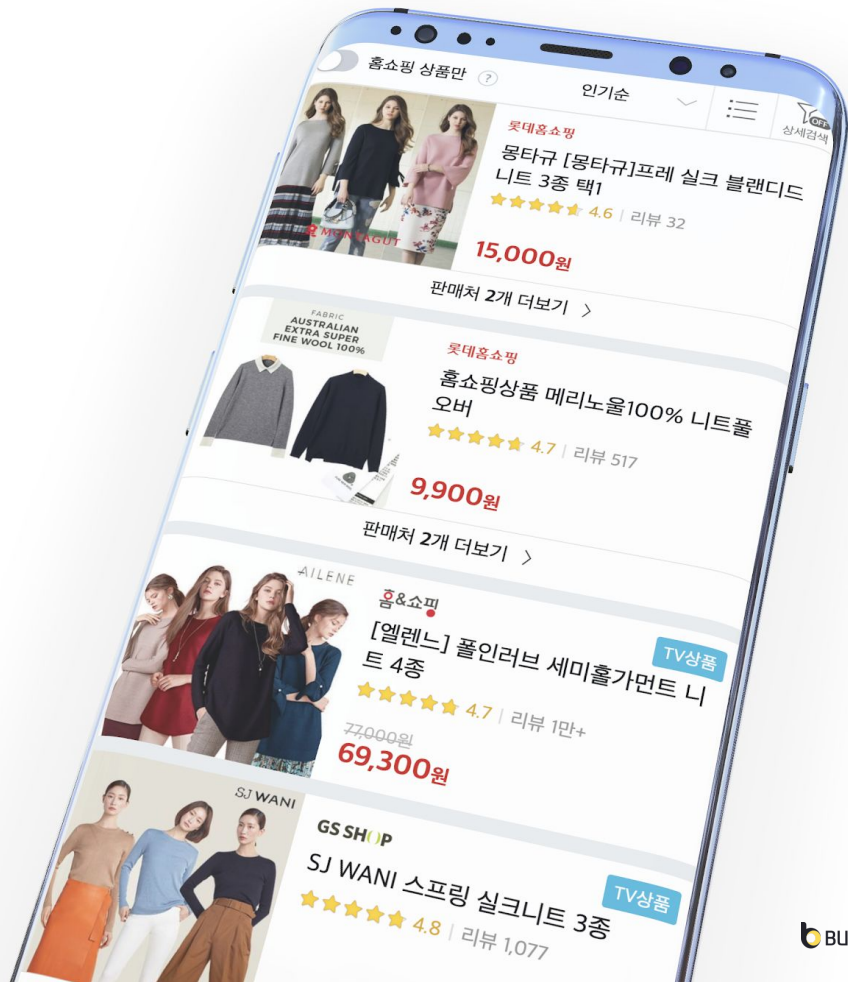 홈쇼핑 상품만 ?
인기순
OFF
상세검색
MONTAGUT
롯데홈쇼핑
몽타규 [몽타규]프레 실크 블랜디드
니트 3종 택1
4.6 | 리뷰 32
15,000원
판매처 2개 더보기 >
FABRIC
AUSTRALIAN
EXTRA SUPER
FINE WOOL 100%
롯데홈쇼핑
홈쇼핑상품 메리노울100% 니트풀
오버
4.7 | 리뷰 517
9,900원
판매처 2개 더보기 >
AILENE
홈&쇼핑
TV상품
[엘렌느] 폴인러브 세미홀가먼트 니
트 4종
4.7 | 리뷰 1만+
77,000원
69,300원
SJ WANI
GS SHOP
TV상품
SJ WANI 스프링 실크니트 3종
4.8 | 리뷰 1,077
b BU